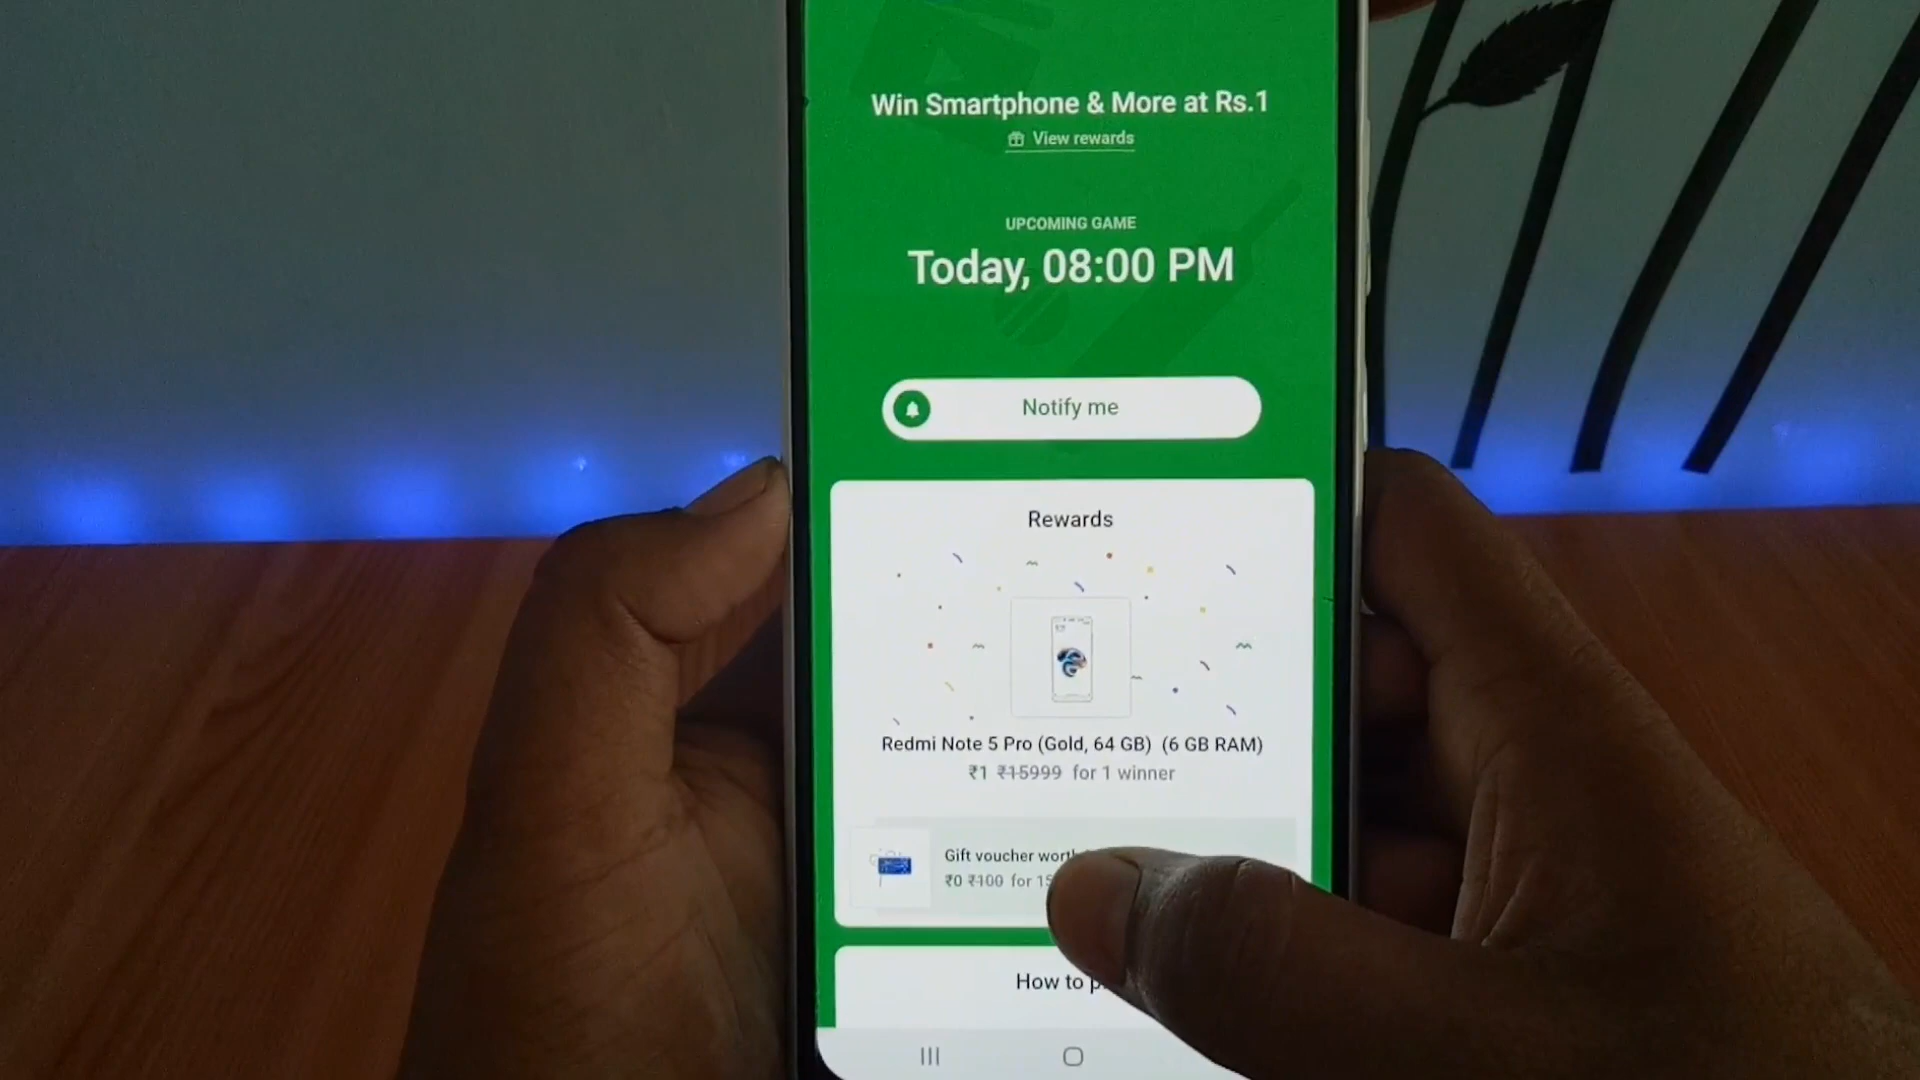 Win Smartphone & More at Rs.1
View rewards
UPCOMING GAME
Today, 08:00 PM
Notify me
Rewards
Redmi Note 5 Pro (Gold, 64 GB) (6 GB RAM)
₹1 ₹15999 for 1 winner
Gift voucher worth
₹0 ₹100 for
How to